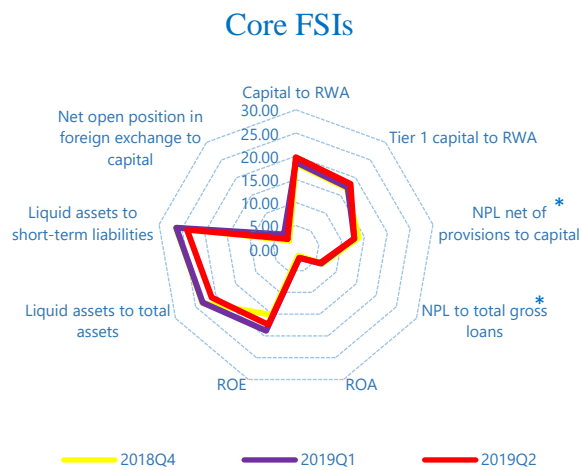 Core FSIs
Capital to RWA
Net open position in
foreign exchange to
capital
30.00
25.00
20.00
15.00
10.00
5.00
0.00
Tier 1 capital to RWA
Liquid assets to
short-term liabilities
NPL net of *
provisions to capital
Liquid assets to total
assets
NPL to total gross *
loans
ROE
ROA
2018Q4
2019Q1
2019Q2